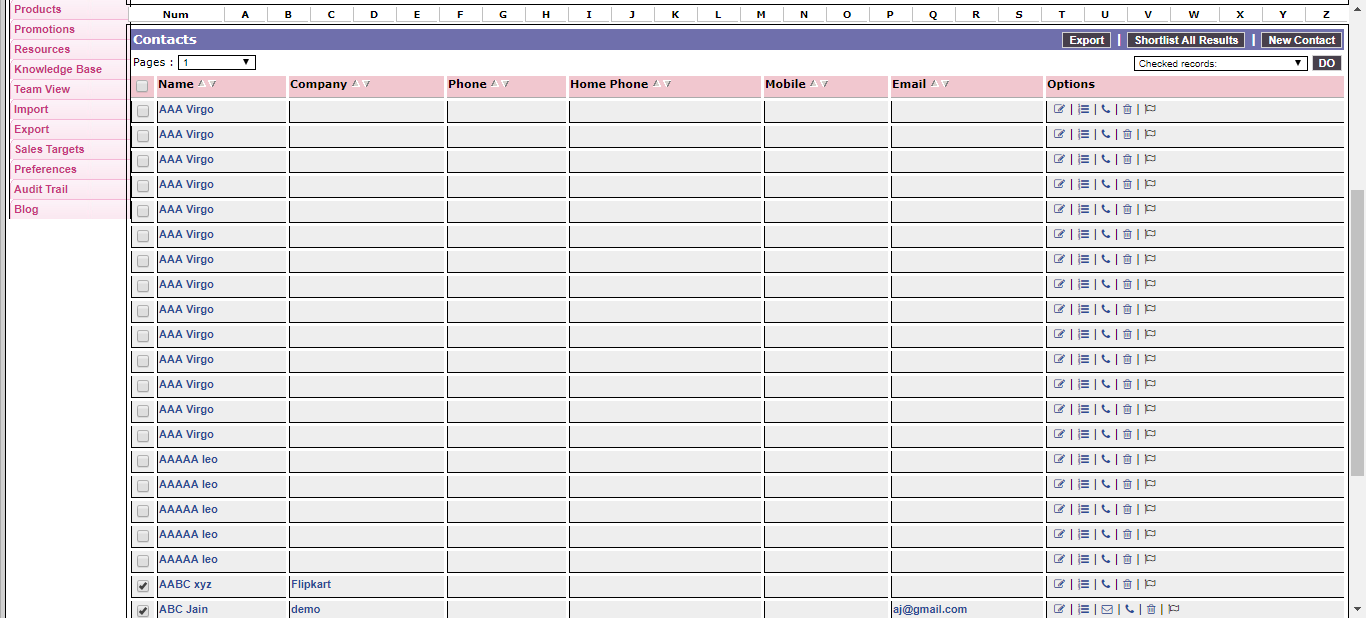 Products
Promotions
Resources
Knowledge Base
Team View
Import
Export
Sales Targets
Preferences
Audit Trail
Blog
Num A B C D E F G H I J K L M N O P Q R S T U V W X Y Z
Contacts Export | Shortlist All Results | New Contact
Pages : 1 Checked records: DO
Name Company Phone Home Phone Mobile Email Options
AAA Virgo
AAA Virgo
AAA Virgo
AAA Virgo
AAA Virgo
AAA Virgo
AAA Virgo
AAA Virgo
AAA Virgo
AAA Virgo
AAA Virgo
AAA Virgo
AAA Virgo
AAA Virgo
AAAAA leo
AAAAA leo
AAAAA leo
AAAAA leo
AAAAA leo
AABC xyz Flipkart
ABC Jain demo aj@gmail.com